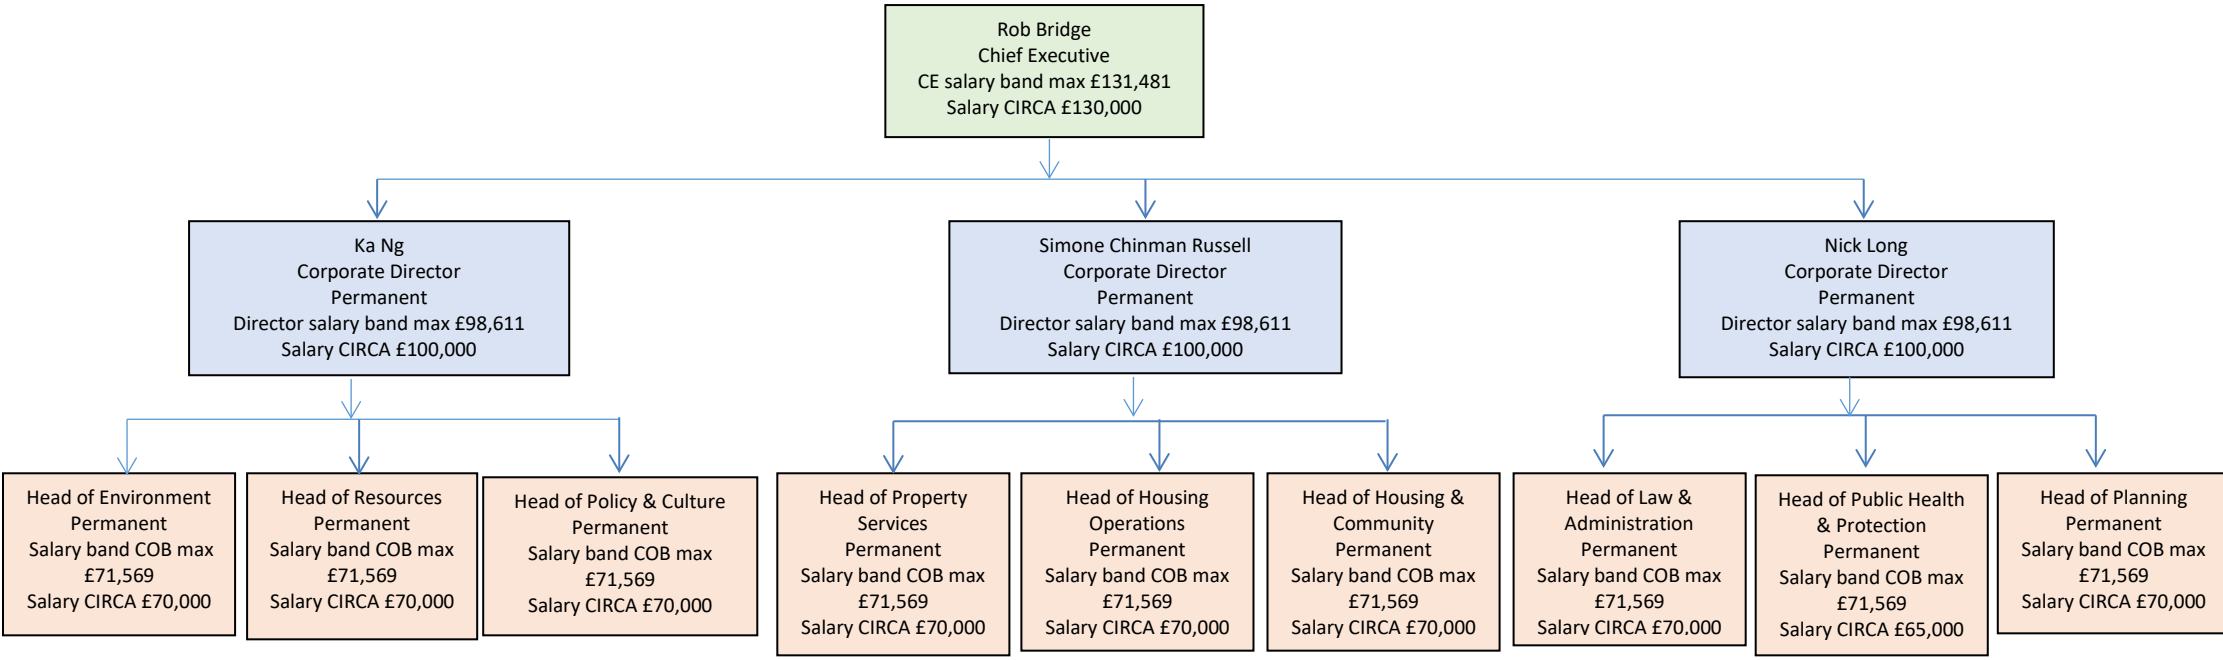 Rob Bridge
Chief Executive
CE salary band max £131,481
Salary CIRCA £130,000
Ka Ng
Corporate Director
Permanent
Director salary band max £98,611
Salary CIRCA £100,000
Simone Chinman Russell
Corporate Director
Permanent
Director salary band max £98,611
Salary CIRCA £100,000
Nick Long
Corporate Director
Permanent
Director salary band max £98,611
Salary CIRCA £100,000
Head of Environment
Permanent
Salary band COB max
£71,569
Salary CIRCA £70,000
Head of Resources
Permanent
Salary band COB max
£71,569
Salary CIRCA £70,000
Head of Policy & Culture
Permanent
Salary band COB max
£71,569
Salary CIRCA £70,000
Head of Property
Services
Permanent
Salary band COB max
£71,569
Salary CIRCA £70,000
Head of Housing
Operations
Permanent
Salary band COB max
£71,569
Salary CIRCA £70,000
Head of Housing &
Community
Permanent
Salary band COB max
£71,569
Salary CIRCA £70,000
Head of Law &
Administration
Permanent
Salary band COB max
£71,569
Salary CIRCA £70,000
Head of Public Health
& Protection
Permanent
Salary band COB max
£71,569
Salary CIRCA £65,000
Head of Planning
Permanent
Salary band COB max
£71,569
Salary CIRCA £70,000